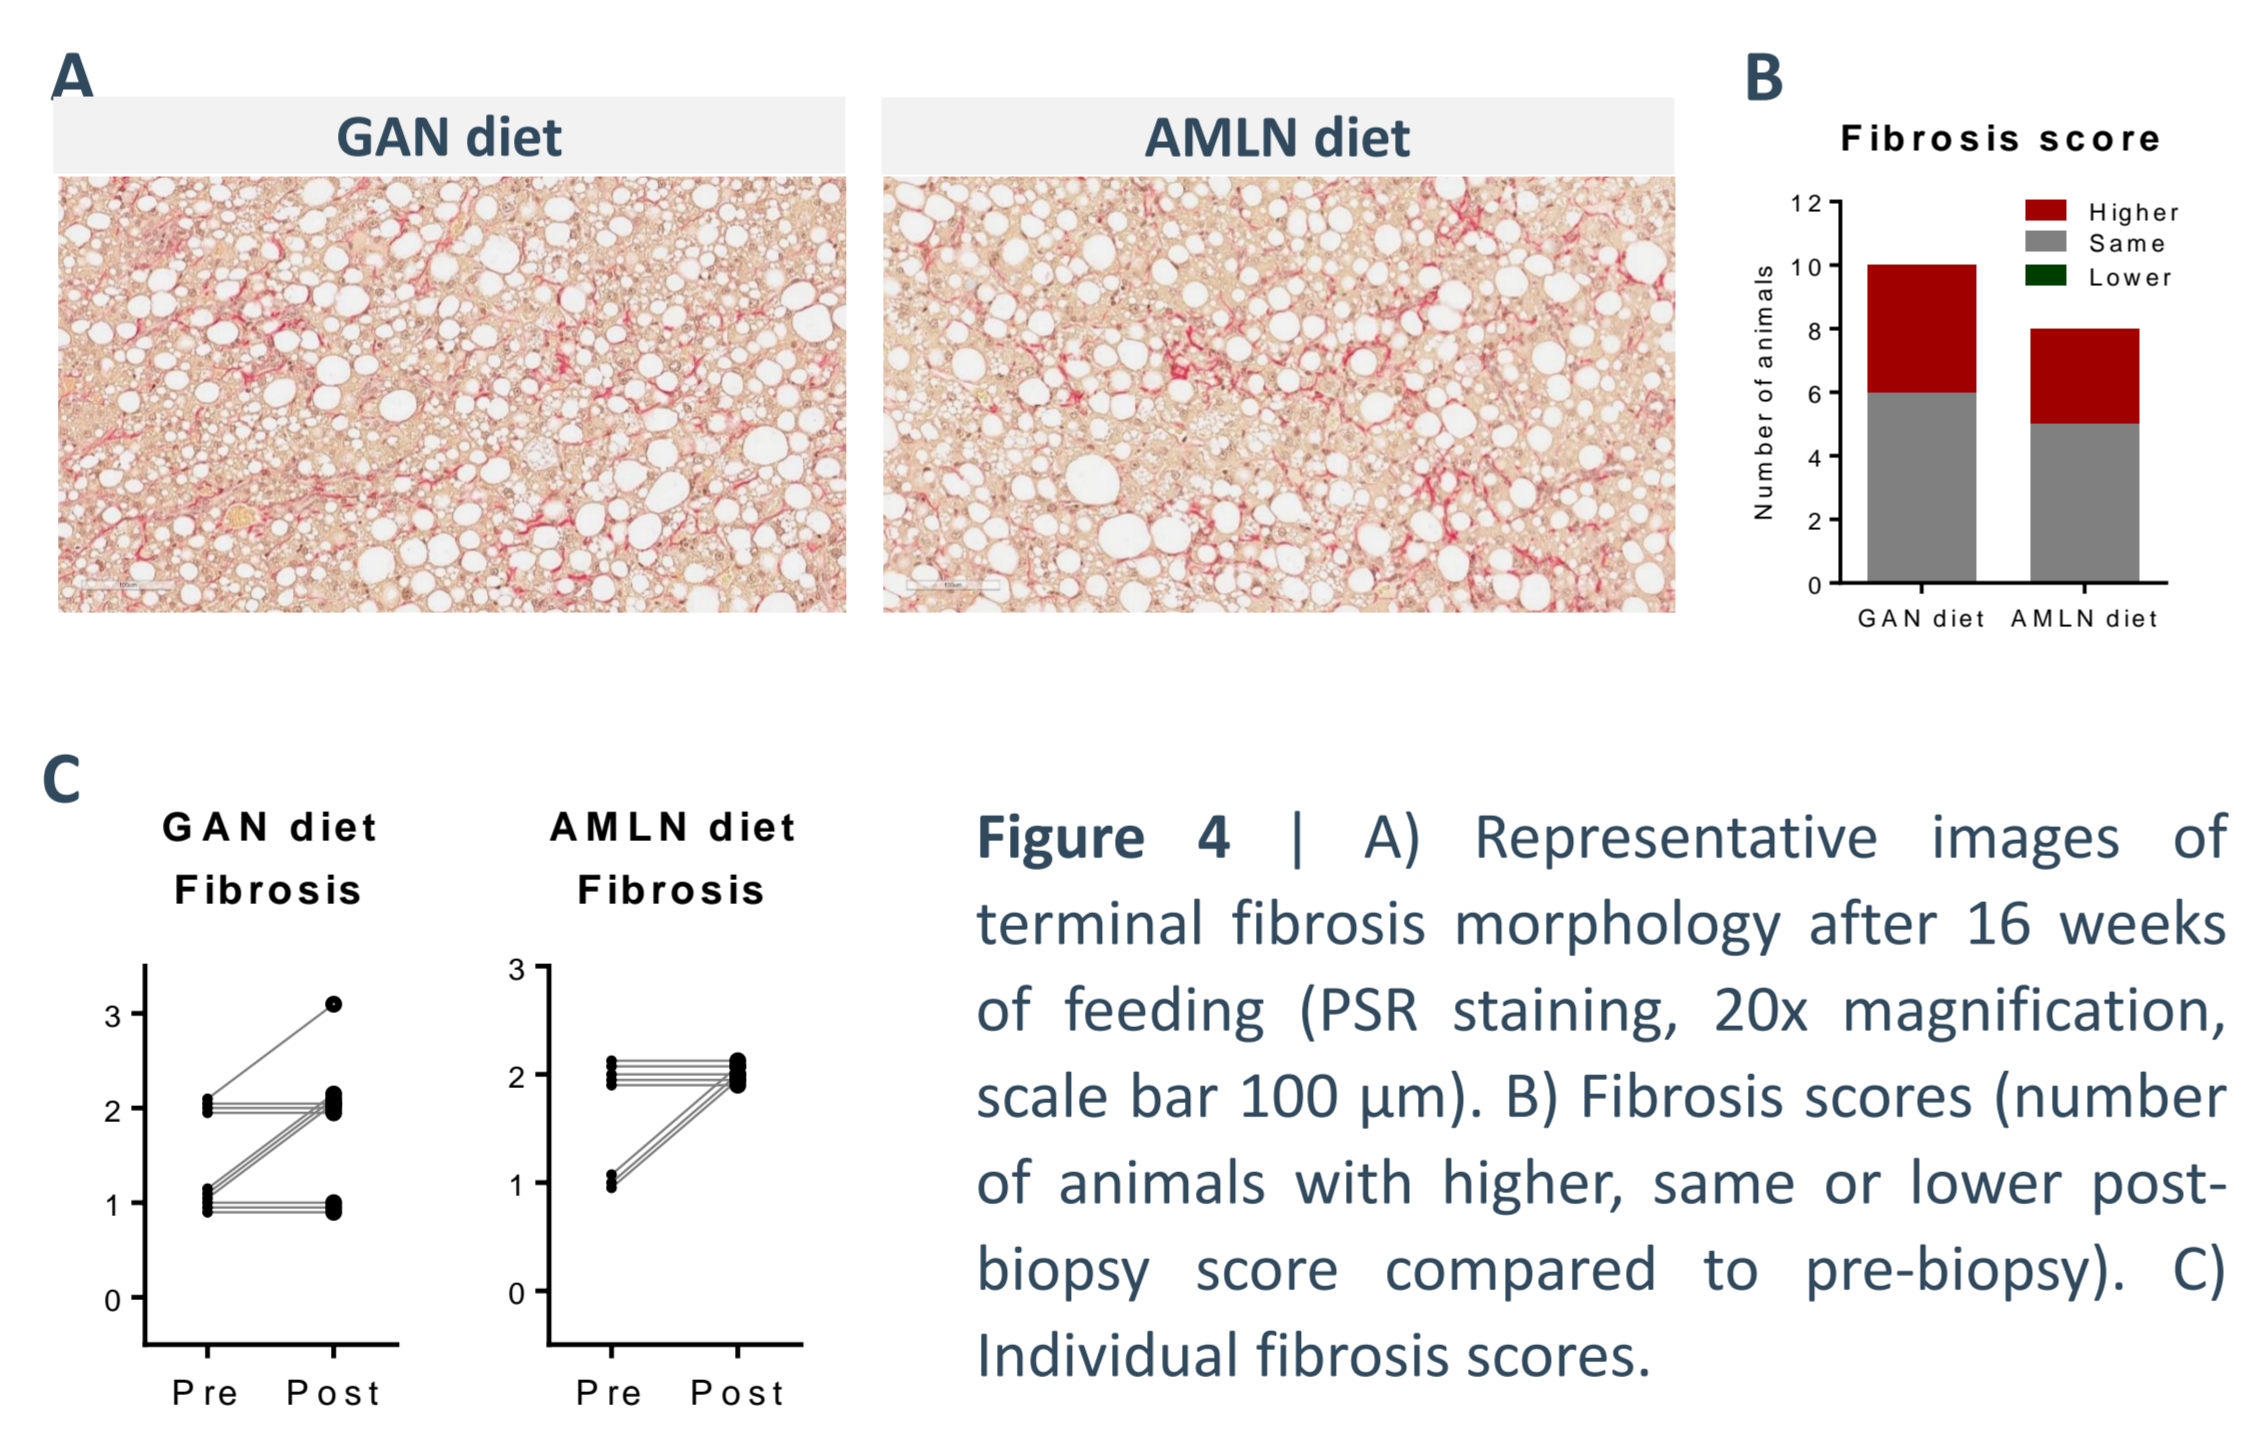 A
GAN diet
AMLN diet
100µm
100µm
B
Fibrosis score
12
10
8
6
4
2
0
Number of animals
Higher
Same
Lower
GAN diet
AMLN diet
C
GAN diet
Fibrosis
3
2
1
0
Pre
Post
AMLN diet
Fibrosis
3
2
1
0
Pre
Post
Figure 4 | A) Representative images of
terminal fibrosis morphology after 16 weeks
of feeding (PSR staining, 20x magnification,
scale bar 100 µm). B) Fibrosis scores (number
of animals with higher, same or lower post-
biopsy score compared to pre-biopsy). C)
Individual fibrosis scores.